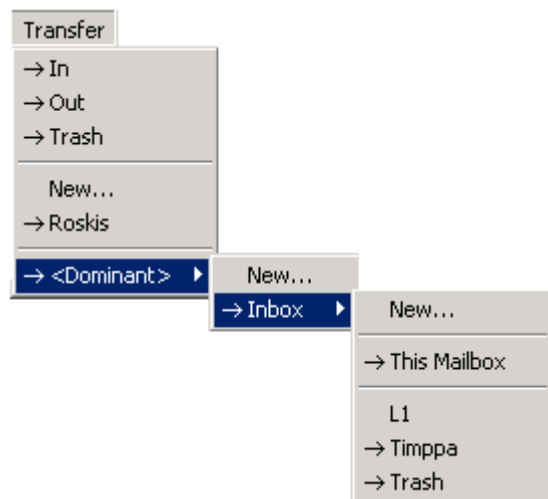 Transfer
→ In
→ Out
→ Trash
New...
→ Roskis
→ <Dominant>
New...
→ Inbox
New...
→ This Mailbox
L1
→ Timppa
→ Trash